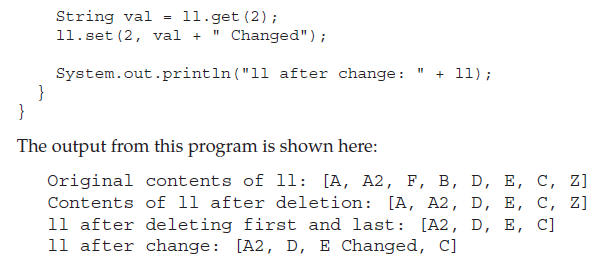 String val = ll.get(2);
ll.set(2, val + " Changed");
System.out.println("ll after change: " + ll);
}
}
The output from this program is shown here:
Original contents of ll: [A, A2, F, B, D, E, C, Z]
Contents of ll after deletion: [A, A2, D, E, C, Z]
ll after deleting first and last: [A2, D, E, C]
ll after change: [A2, D, E Changed, C]